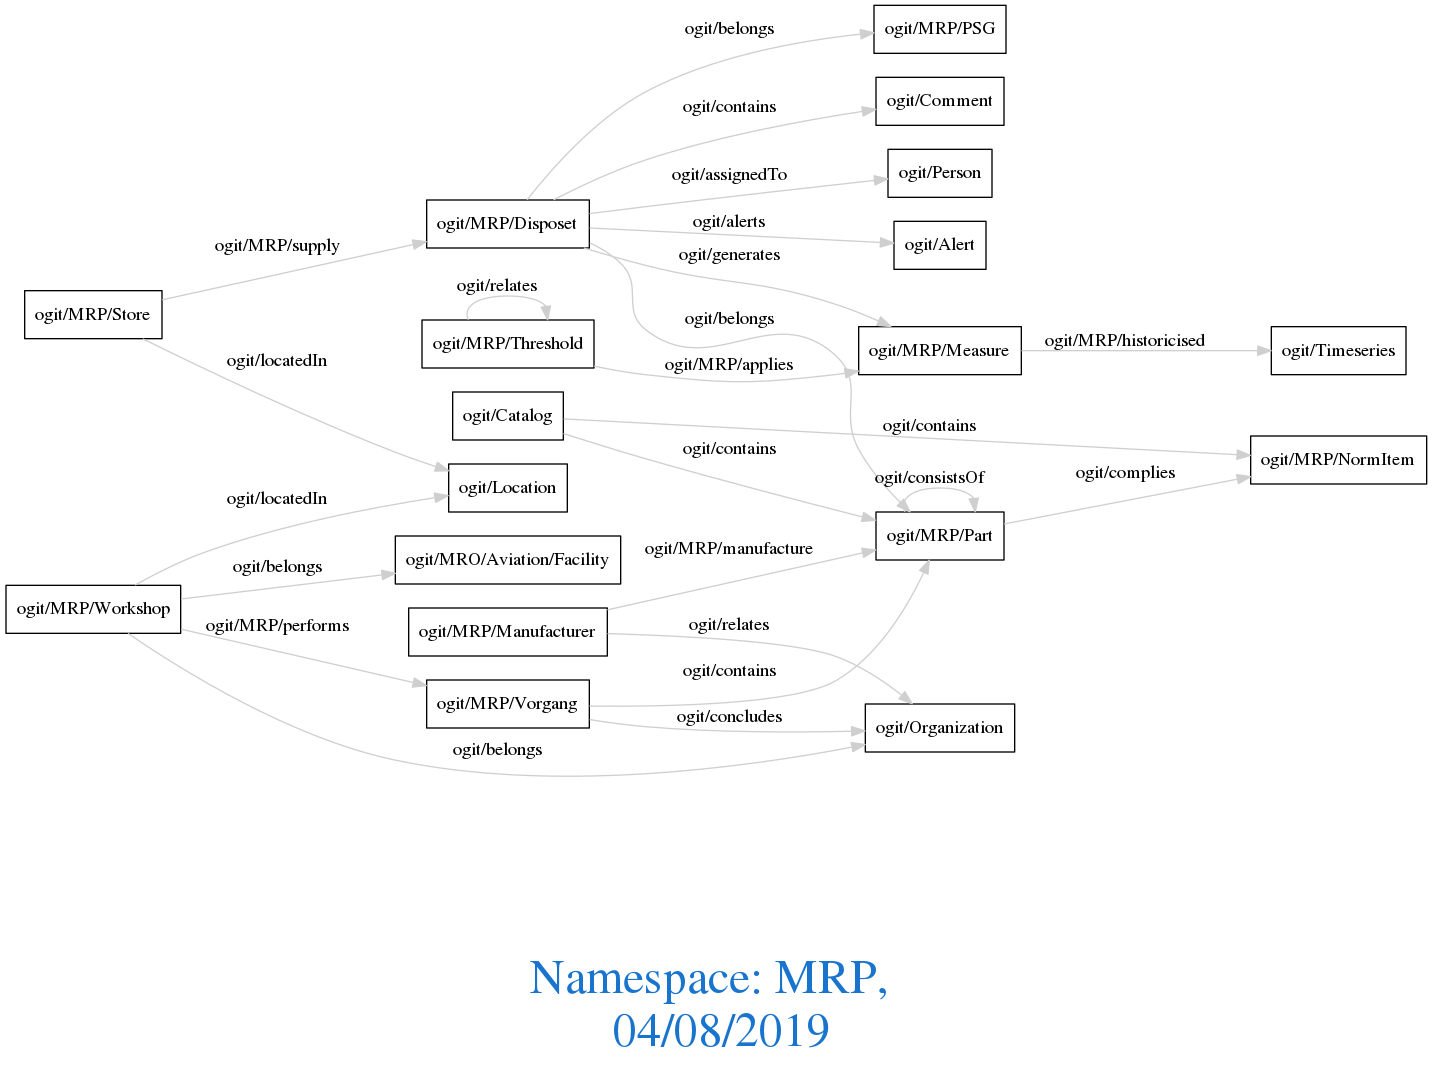 ogit/MRP/PSG
ogit/belongs
ogit/Comment
ogit/contains
ogit/Person
ogit/assignedTo
ogit/MRP/Disposet
ogit/alerts
ogit/Alert
ogit/MRP/supply
ogit/generates
ogit/relates
ogit/MRP/Store
ogit/belongs
ogit/MRP/Threshold
ogit/MRP/historicised
ogit/MRP/Measure
ogit/Timeseries
ogit/locatedIn
ogit/MRP/applies
ogit/Catalog
ogit/contains
ogit/contains
ogit/MRP/NormItem
ogit/complies
ogit/consistsOf
ogit/Location
ogit/locatedIn
ogit/MRP/Part
ogit/MRP/manufacture
ogit/MRO/Aviation/Facility
ogit/belongs
ogit/MRP/Workshop
ogit/MRP/performs
ogit/relates
ogit/MRP/Manufacturer
ogit/contains
ogit/MRP/Vorgang
ogit/concludes
ogit/Organization
ogit/belongs
Namespace: MRP,
04/08/2019